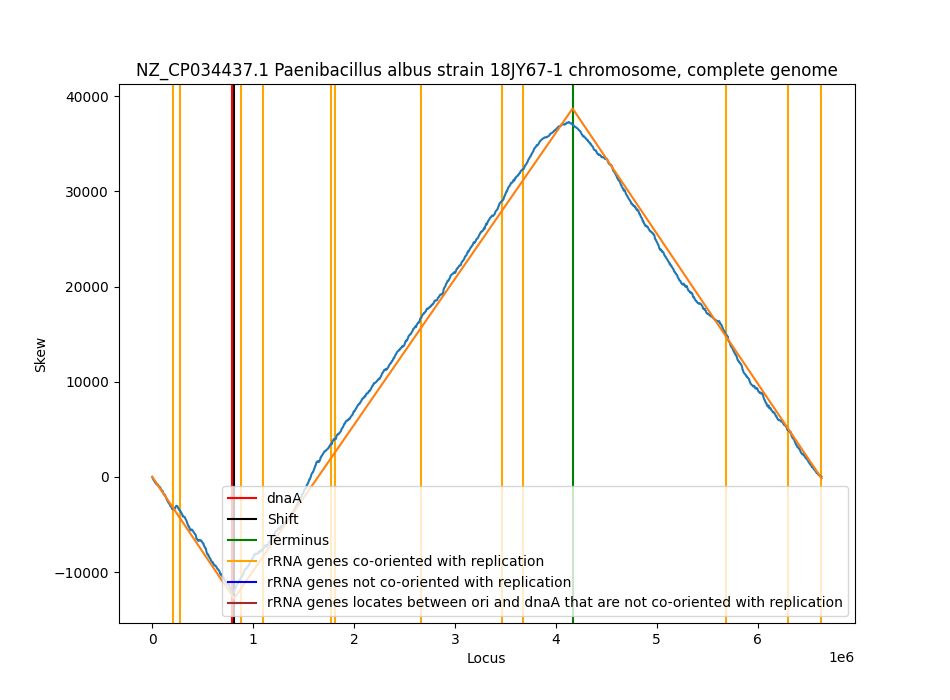 NZ_CP034437.1 Paenibacillus albus strain 18JY67-1 chromosome, complete genome
40000
30000
20000
10000
0
−10000
Skew
dnaA
Shift
Terminus
rRNA genes co-oriented with replication
rRNA genes not co-oriented with replication
rRNA genes locates between ori and dnaA that are not co-oriented with replication
0 1 2 3 4 5 6
1e6
Locus